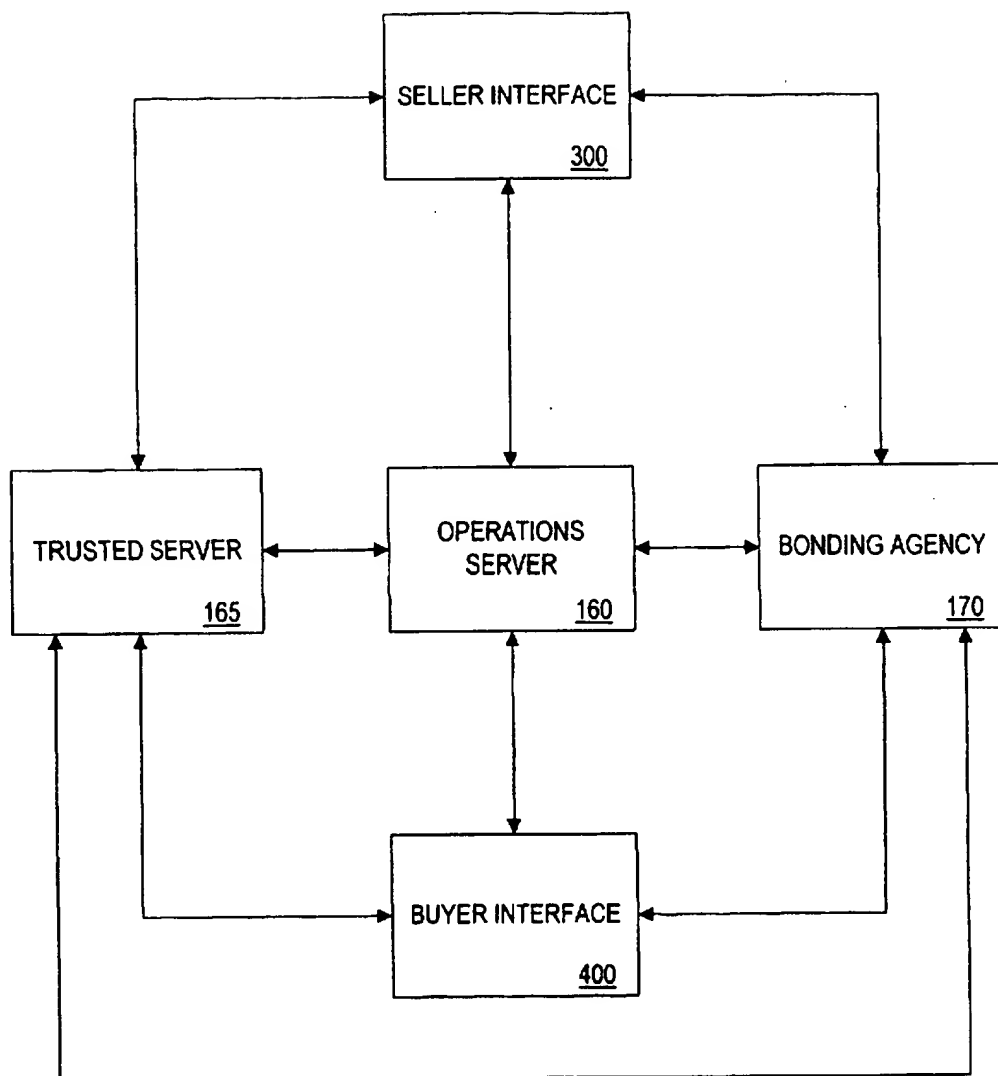 SELLER INTERFACE
300
TRUSTED SERVER
165
OPERATIONS
SERVER
160
BONDING AGENCY
170
BUYER INTERFACE
400